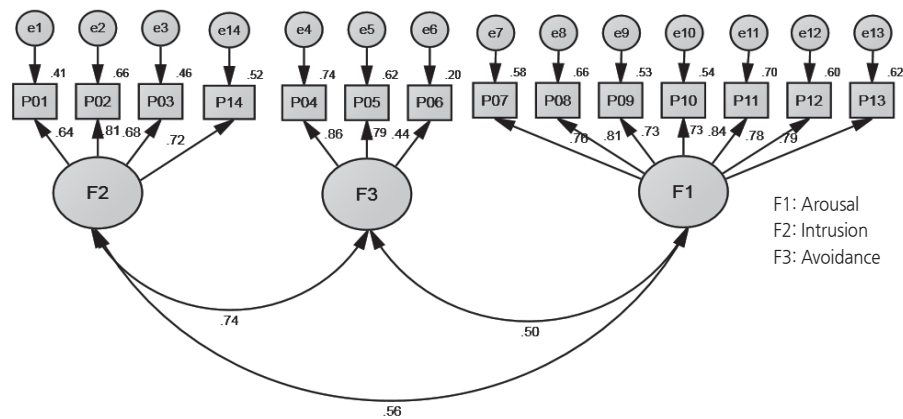 e1 e2 e3 e14 e4 e5 e6 e7 e8 e9 e10 e11 e12 e13
.41 .66 .46 .52 .74 .62 .20 .58 .66 .53 .54 .70 .60 .62
P01 P02 P03 P14 P04 P05 P06 P07 P08 P09 P10 P11 P12 P13
.64 .81 .68 .72 .86 .79 .44 .76 .81 .73 .73 .84 .78 .79
F2 F3 F1
F1: Arousal
F2: Intrusion
F3: Avoidance
.74
.50
.56